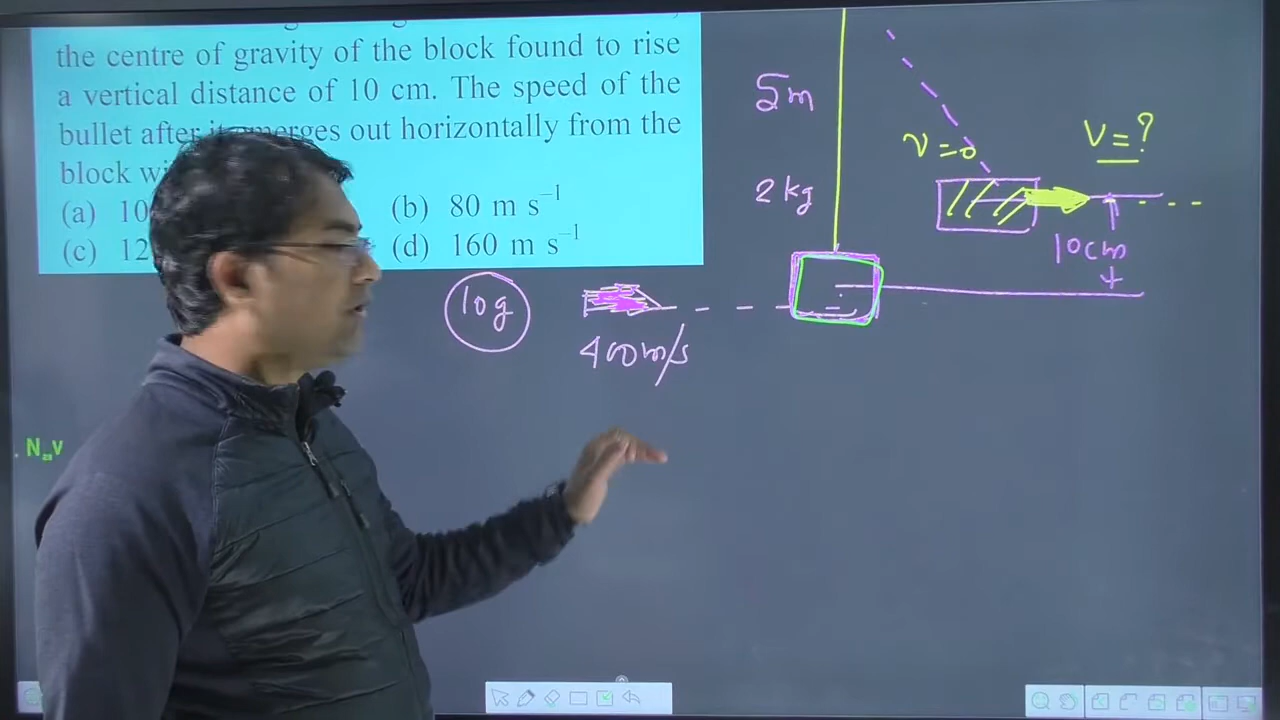 the centre of gravity of the block found to rise
a vertical distance of 10 cm. The speed of the
bullet after it emerges out horizontally from the
block
(a) 10 (b) 80 m s⁻¹
(c) 12 (d) 160 m s⁻¹
5m
2 kg
v=0
V=?
10cm
10g
400m/s
N=v